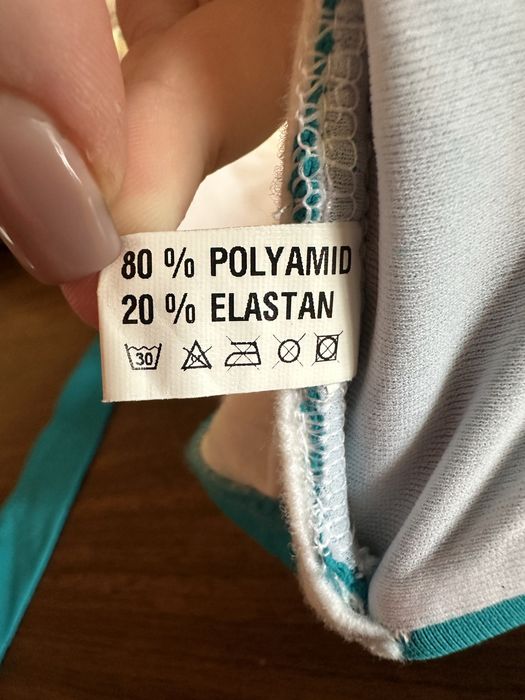 80 % POLYAMID
20 % ELASTAN
30